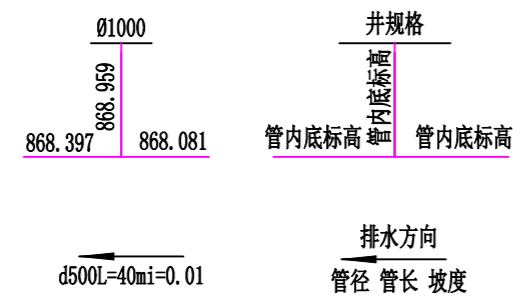 Ø1000
井规格
868.959
管内底标高
868.397
868.081
管内底标高
管内底标高
排水方向
d500L=40mi=0.01
管径 管长 坡度